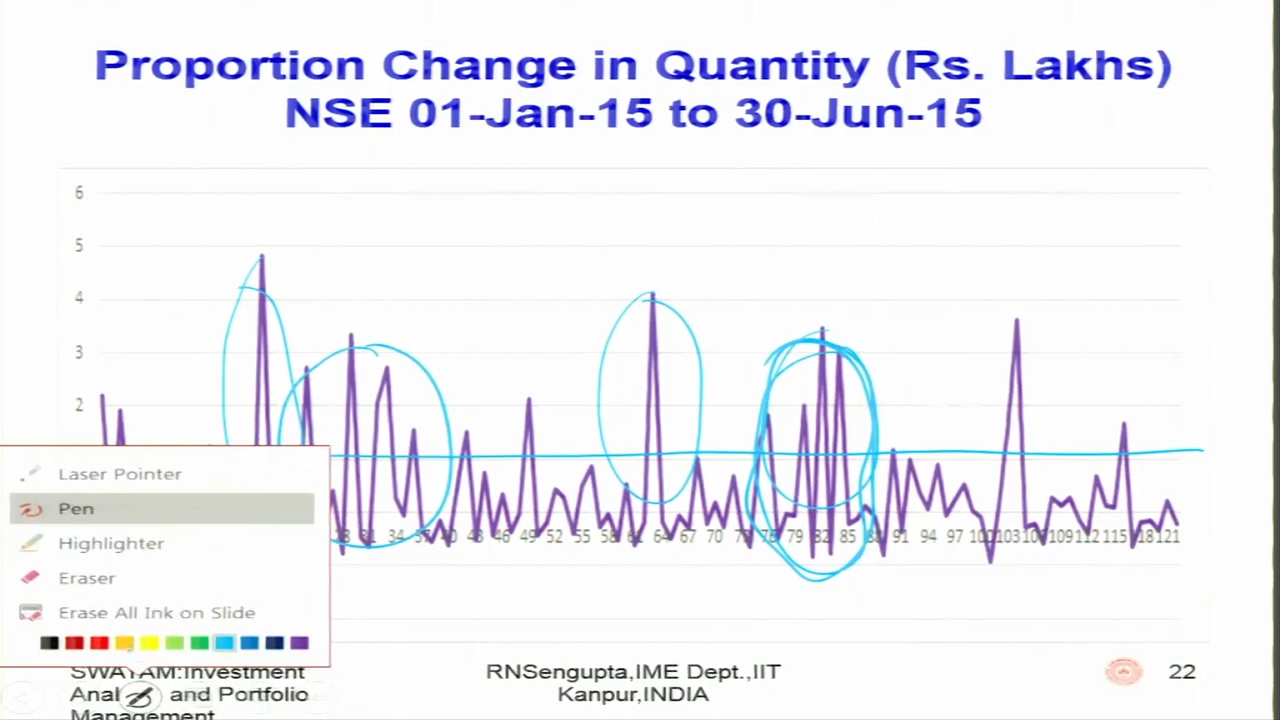 Proportion Change in Quantity (Rs. Lakhs)
NSE 01-Jan-15 to 30-Jun-15
6
5
4
3
2
Laser Pointer
Pen
Highlighter
Eraser
Erase All Ink on Slide
34 40 43 46 49 52 55 58 61 64 67 70 73 79 82 85 91 94 97 100 103 109 112 115 118 121
SWAYAM:Investment
and Portfolio
Management
RNSengupta,IME Dept.,IIT
Kanpur,INDIA
22